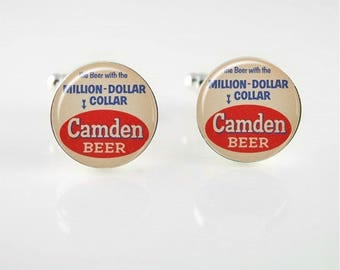 the Beer with the
MILLION-DOLLAR
COLLAR
Camden
BEER
the Beer with the
MILLION-DOLLAR
COLLAR
Camden
BEER